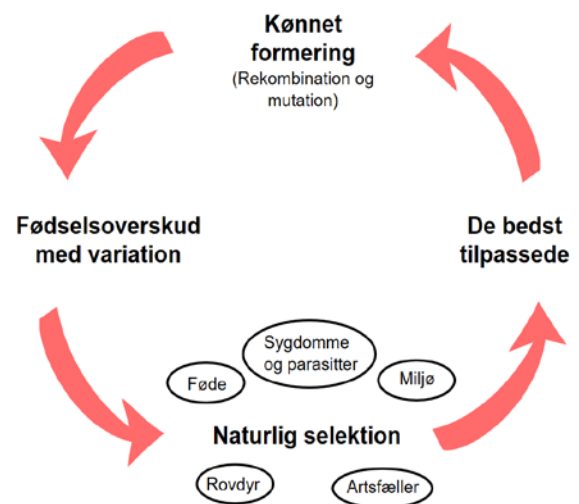 Kønnet
formering
(Rekombination og
mutation)
Fødselsoverskud
med variation
De bedst
tilpassede
Sygdomme
og parasitter
Føde
Miljø
Naturlig selektion
Rovdyr
Artsfæller